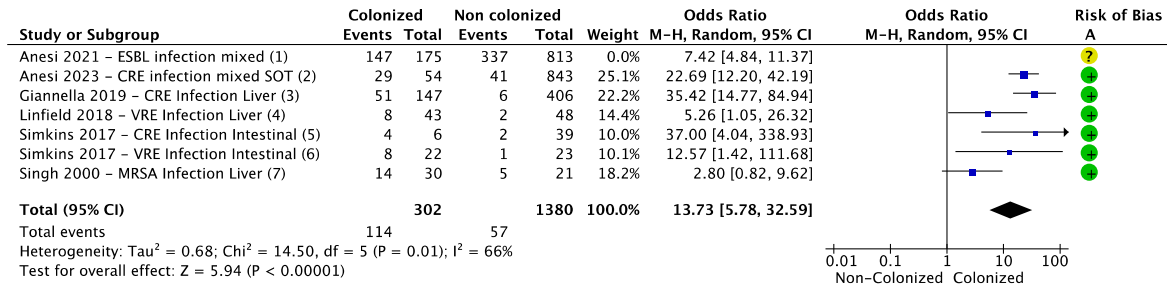 Colonized Non colonized Odds Ratio Odds Ratio Risk of Bias
Study or Subgroup Events Total Events Total Weight M-H, Random, 95% CI M-H, Random, 95% CI A
Anesi 2021 – ESBL infection mixed (1) 147 175 337 813 0.0% 7.42 [4.84, 11.37] ?
Anesi 2023 – CRE infection mixed SOT (2) 29 54 41 843 25.1% 22.69 [12.20, 42.19] +
Giannella 2019 – CRE Infection Liver (3) 51 147 6 406 22.2% 35.42 [14.77, 84.94] +
Linfield 2018 – VRE Infection Liver (4) 8 43 2 48 14.4% 5.26 [1.05, 26.32] +
Simkins 2017 – CRE Infection Intestinal (5) 4 6 2 39 10.0% 37.00 [4.04, 338.93] +
Simkins 2017 – VRE Infection Intestinal (6) 8 22 1 23 10.1% 12.57 [1.42, 111.68] +
Singh 2000 – MRSA Infection Liver (7) 14 30 5 21 18.2% 2.80 [0.82, 9.62] +
Total (95% CI) 302 1380 100.0% 13.73 [5.78, 32.59]
Total events 114 57
Heterogeneity: Tau² = 0.68; Chi² = 14.50, df = 5 (P = 0.01); I² = 66%
Test for overall effect: Z = 5.94 (P < 0.00001)
0.01 0.1 1 10 100
Non-Colonized Colonized